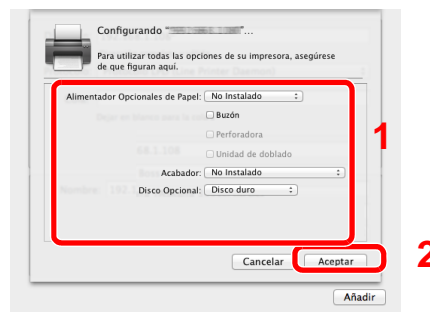 Configurando "
"...
Para utilizar todas las opciones de su impresora, asegúrese
de que figuran aquí.
Alimentador Opcionales de Papel: No Instalado
Buzón
Perforadora
Unidad de doblado
Acabador: No Instalado
Disco Opcional: Disco duro
1
Cancelar
Aceptar
2
Añadir